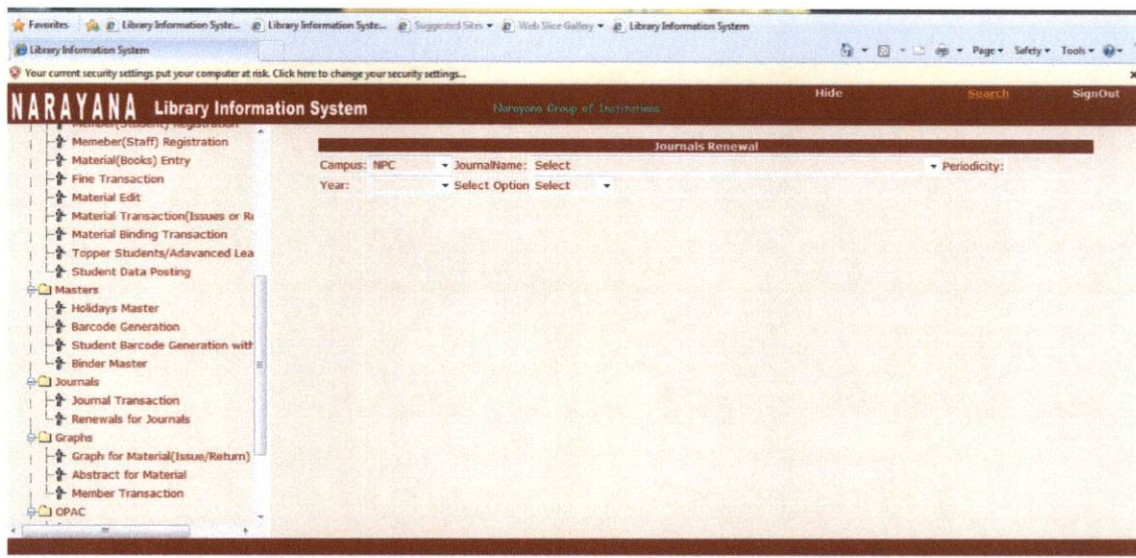 Favorites Library Information Syste... Library Information Syste... Suggested Sites Web Slice Gallery Library Information System
Library Information System
Page Safety Tools
Your current security settings put your computer at risk. Click here to change your security settings... x
NARAYANA Library Information System Narayana Group of Institutions Hide Search SignOut
Member(Student) Registration
Memeber(Staff) Registration
Material(Books) Entry
Fine Transaction
Material Edit
Material Transaction(Issues or R
Material Binding Transaction
Topper Students/Adavanced Lea
Student Data Posting
Masters
Holidays Master
Barcode Generation
Student Barcode Generation with
Binder Master
Journals
Journal Transaction
Renewals for Journals
Graphs
Graph for Material(Issue/Return)
Abstract for Material
Member Transaction
OPAC
Journals Renewal
Campus: NPC JournalName: Select Periodicity:
Year: Select Option Select